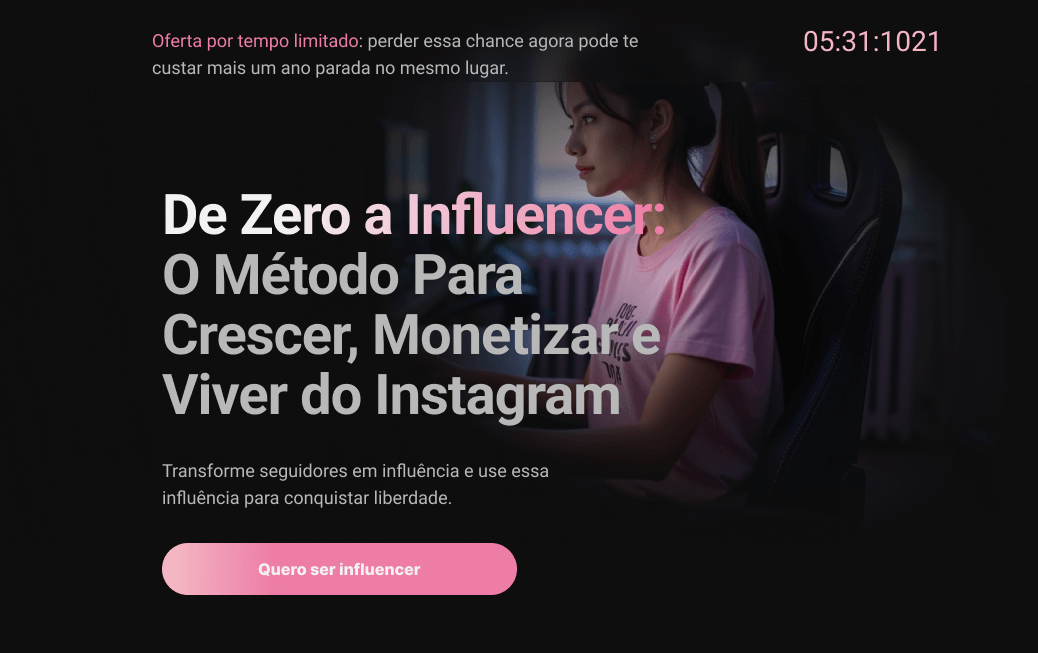 Oferta por tempo limitado: perder essa chance agora pode te
custar mais um ano parada no mesmo lugar.
05:31:1021
De Zero a Influencer:
O Método Para
Crescer, Monetizar e
Viver do Instagram
Transforme seguidores em influência e use essa
influência para conquistar liberdade.
Quero ser influencer